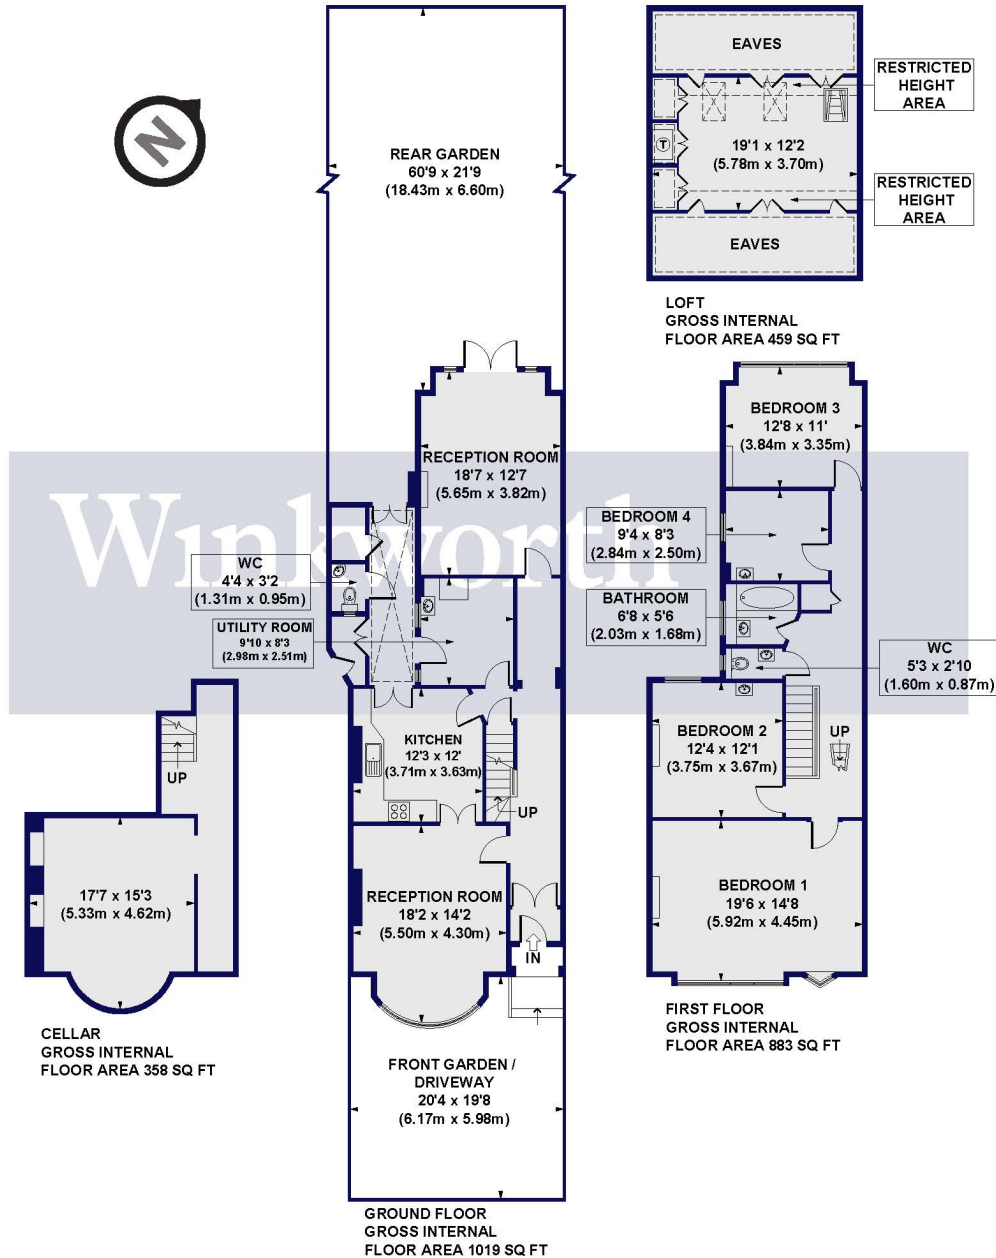 N
REAR GARDEN
60'9 x 21'9
(18.43m x 6.60m)
EAVES
RESTRICTED
HEIGHT
AREA
T
19'1 x 12'2
(5.78m x 3.70m)
RESTRICTED
HEIGHT
AREA
EAVES
LOFT
GROSS INTERNAL
FLOOR AREA 459 SQ FT
Winkworth
RECEPTION ROOM
18'7 x 12'7
(5.65m x 3.82m)
WC
4'4 x 3'2
(1.31m x 0.95m)
UTILITY ROOM
9'10 x 8'3
(2.98m x 2.51m)
KITCHEN
12'3 x 12'
(3.71m x 3.63m)
UP
RECEPTION ROOM
18'2 x 14'2
(5.50m x 4.30m)
IN
FRONT GARDEN /
DRIVEWAY
20'4 x 19'8
(6.17m x 5.98m)
GROUND FLOOR
GROSS INTERNAL
FLOOR AREA 1019 SQ FT
UP
17'7 x 15'3
(5.33m x 4.62m)
CELLAR
GROSS INTERNAL
FLOOR AREA 358 SQ FT
BEDROOM 3
12'8 x 11'
(3.84m x 3.35m)
BEDROOM 4
9'4 x 8'3
(2.84m x 2.50m)
BATHROOM
6'8 x 5'6
(2.03m x 1.68m)
WC
5'3 x 2'10
(1.60m x 0.87m)
BEDROOM 2
12'4 x 12'1
(3.75m x 3.67m)
UP
BEDROOM 1
19'6 x 14'8
(5.92m x 4.45m)
FIRST FLOOR
GROSS INTERNAL
FLOOR AREA 883 SQ FT